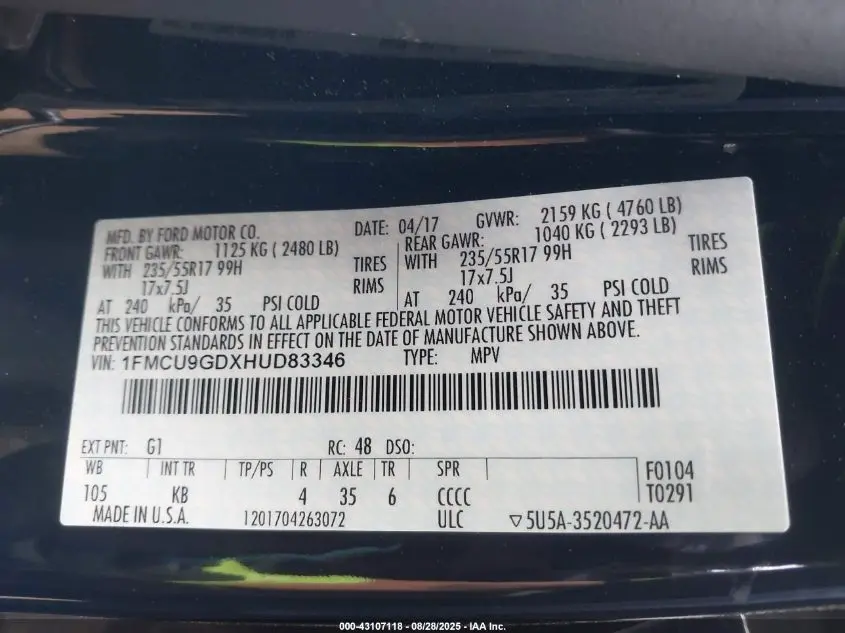 MFD. BY FORD MOTOR CO. DATE: 04/17 GVWR: 2159 KG ( 4760 LB)
FRONT GAWR: 1125 KG ( 2480 LB) REAR GAWR: 1040 KG ( 2293 LB)
WITH 235/55R17 99H TIRES WITH 235/55R17 99H TIRES
17x7.5J RIMS 17x7.5J RIMS
AT 240 kPa/ 35 PSI COLD AT 240 kPa/ 35 PSI COLD
THIS VEHICLE CONFORMS TO ALL APPLICABLE FEDERAL MOTOR VEHICLE SAFETY AND THEFT
PREVENTION STANDARDS IN EFFECT ON THE DATE OF MANUFACTURE SHOWN ABOVE.
VIN: 1FMCU9GDXHUD83346 TYPE: MPV
EXT PNT: G1 RC: 48 DSO:
WB INT TR TP/PS R AXLE TR SPR F0104
105 KB 4 35 6 CCCC T0291
MADE IN U.S.A. 1201704263072 ULC ▽5U5A-3520472-AA
000-43107118 - 08/28/2025 - IAA Inc.